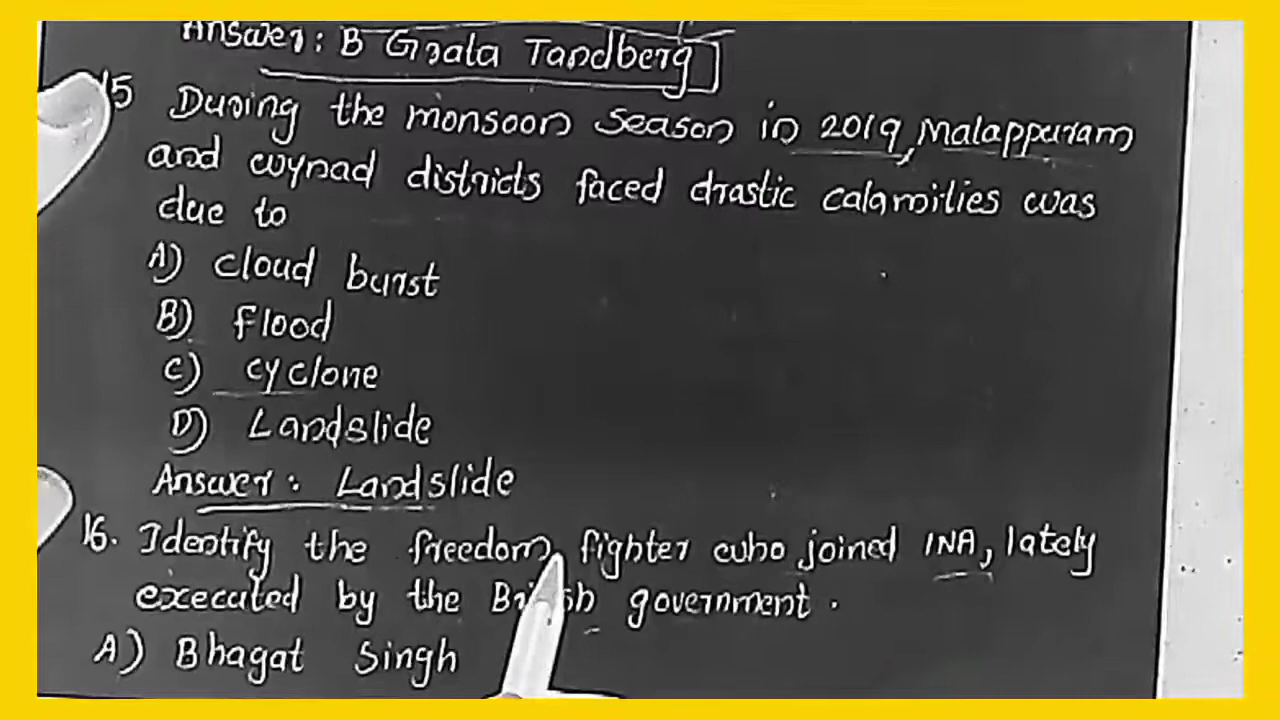 Answer: B Grata Tandberg
15 During the monsoon season in 2019, Malappuram
and wynad districts faced drastic calamities was
due to
A) cloud burst
B) Flood
C) cyclone
D) Landslide
Answer: Landslide
16. Identify the freedom fighter who joined INA, lately
executed by the British government.
A) Bhagat Singh